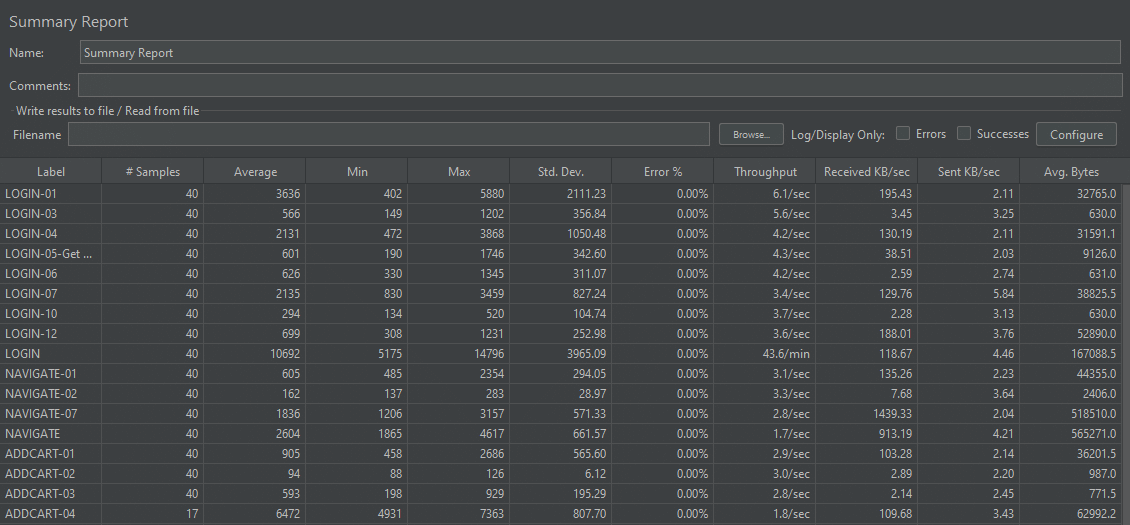 Summary Report
Name: Summary Report
Comments:
Write results to file / Read from file
Filename Browse... Log/Display Only: Errors Successes Configure
Label # Samples Average Min Max Std. Dev. Error % Throughput Received KB/sec Sent KB/sec Avg. Bytes
LOGIN-01 40 3636 402 5880 2111.23 0.00% 6.1/sec 195.43 2.11 32765.0
LOGIN-03 40 566 149 1202 356.84 0.00% 5.6/sec 3.45 3.25 630.0
LOGIN-04 40 2131 472 3868 1050.48 0.00% 4.2/sec 130.19 2.11 31591.1
LOGIN-05-Get ... 40 601 190 1746 342.60 0.00% 4.3/sec 38.51 2.03 9126.0
LOGIN-06 40 626 330 1345 311.07 0.00% 4.2/sec 2.59 2.74 631.0
LOGIN-07 40 2135 830 3459 827.24 0.00% 3.4/sec 129.76 5.84 38825.5
LOGIN-10 40 294 134 520 104.74 0.00% 3.7/sec 2.28 3.13 630.0
LOGIN-12 40 699 308 1231 252.98 0.00% 3.6/sec 188.01 3.76 52890.0
LOGIN 40 10692 5175 14796 3965.09 0.00% 43.6/min 118.67 4.46 167088.5
NAVIGATE-01 40 605 485 2354 294.05 0.00% 3.1/sec 135.26 2.23 44355.0
NAVIGATE-02 40 162 137 283 28.97 0.00% 3.3/sec 7.68 3.64 2406.0
NAVIGATE-07 40 1836 1206 3157 571.33 0.00% 2.8/sec 1439.33 2.04 518510.0
NAVIGATE 40 2604 1865 4617 661.57 0.00% 1.7/sec 913.19 4.21 565271.0
ADDCART-01 40 905 458 2686 565.60 0.00% 2.9/sec 103.28 2.14 36201.5
ADDCART-02 40 94 88 126 6.12 0.00% 3.0/sec 2.89 2.20 987.0
ADDCART-03 40 593 198 929 195.29 0.00% 2.8/sec 2.14 2.45 771.5
ADDCART-04 17 6472 4931 7363 807.70 0.00% 1.8/sec 109.68 3.43 62992.2